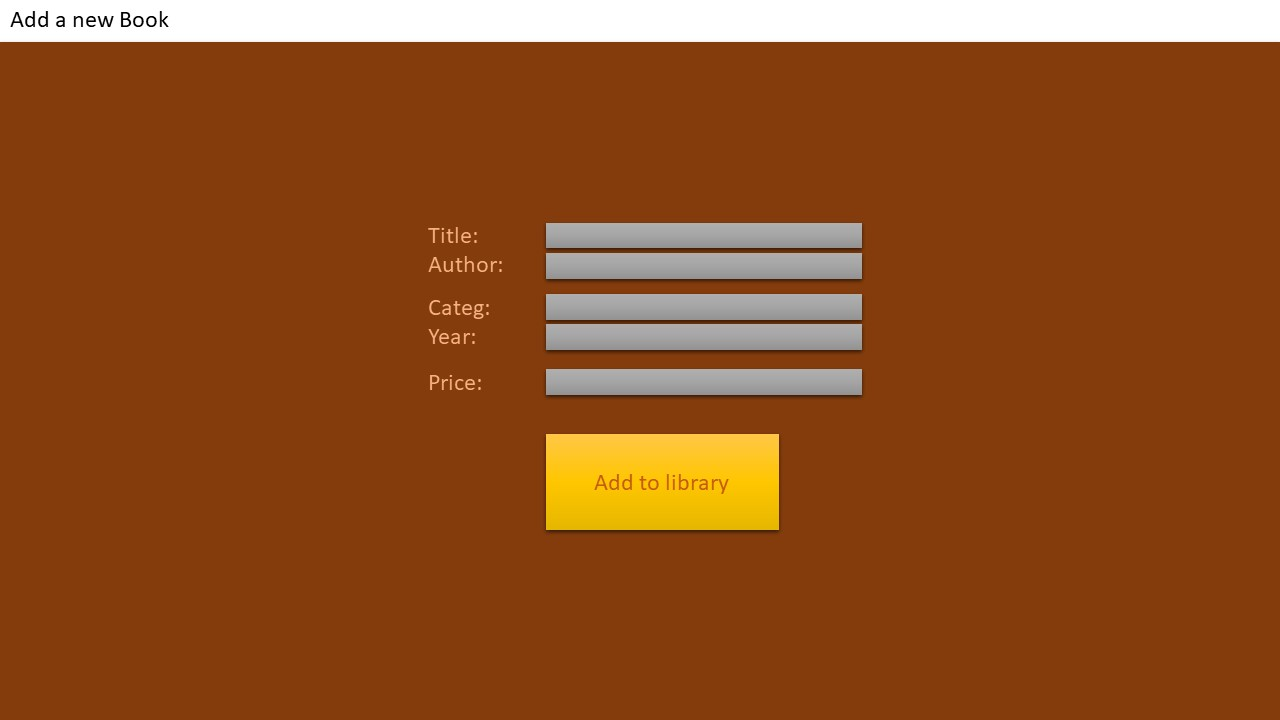 Add a new Book
Title:
Author:
Categ:
Year:
Price:
Add to library